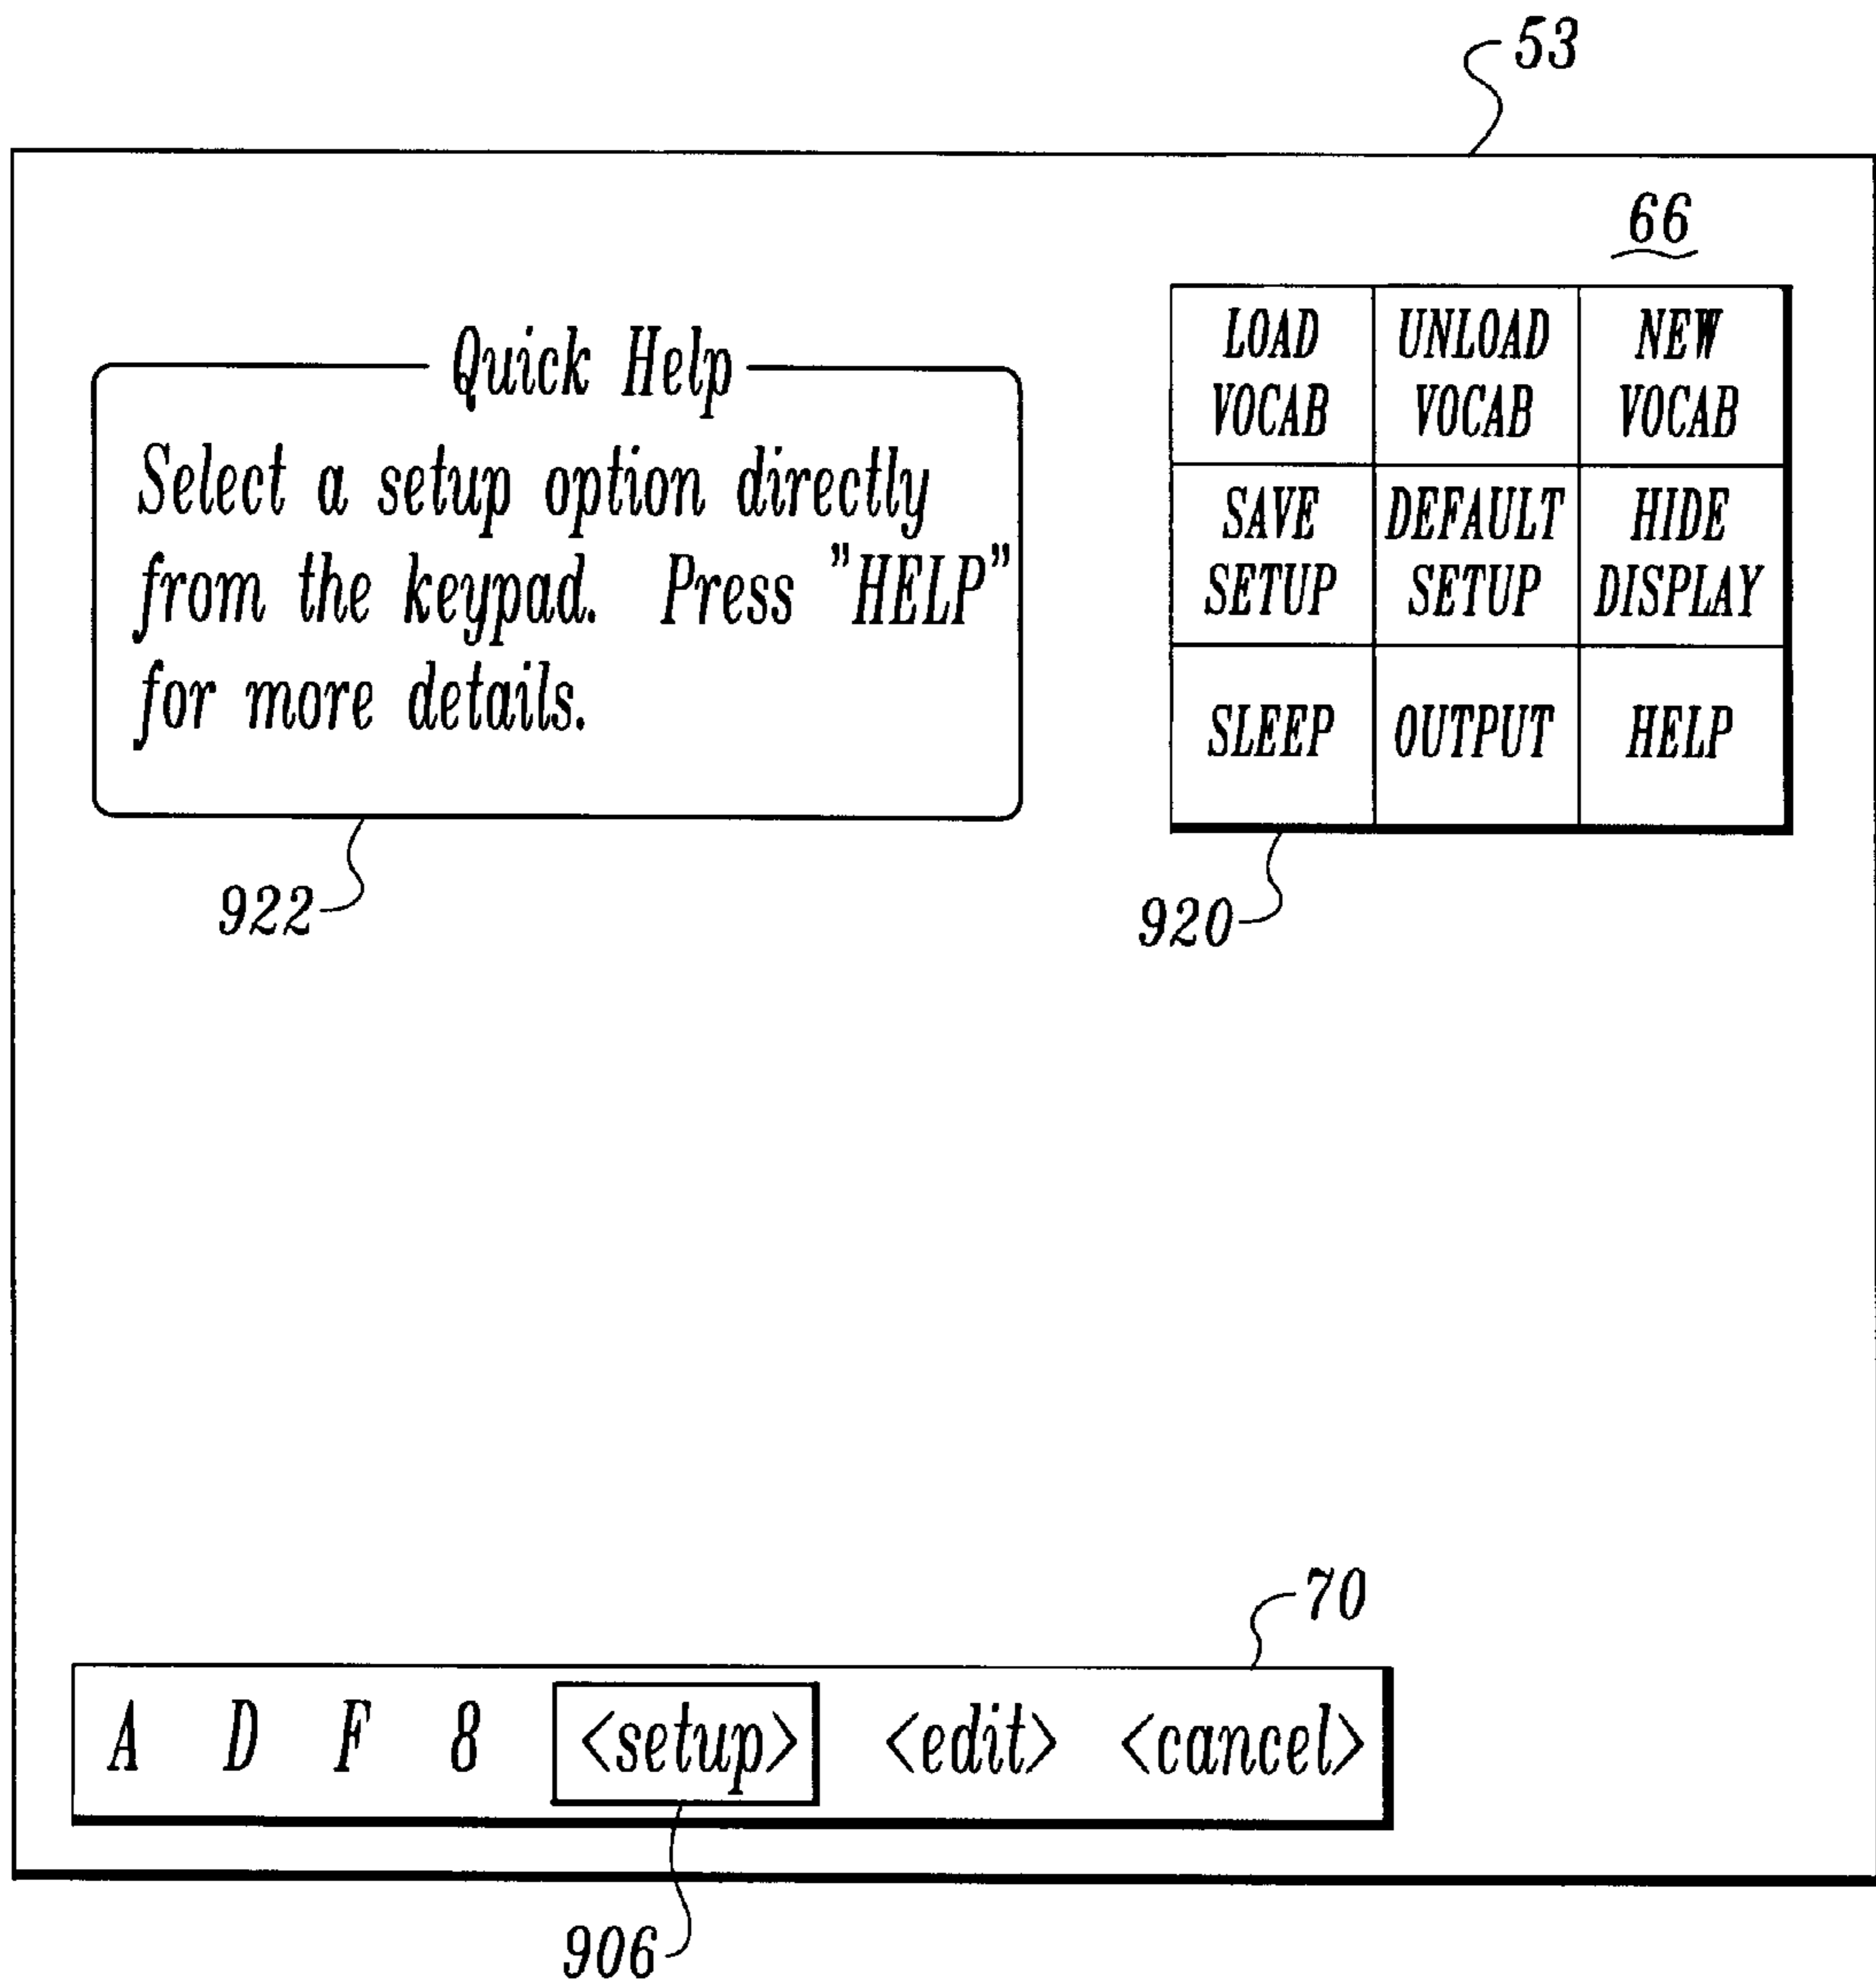 53
66
Quick Help
Select a setup option directly
from the keypad. Press "HELP"
for more details.
LOAD VOCAB
UNLOAD VOCAB
NEW VOCAB
SAVE SETUP
DEFAULT SETUP
HIDE DISPLAY
SLEEP
OUTPUT
HELP
922
920
70
A D F 8 <setup> <edit> <cancel>
906